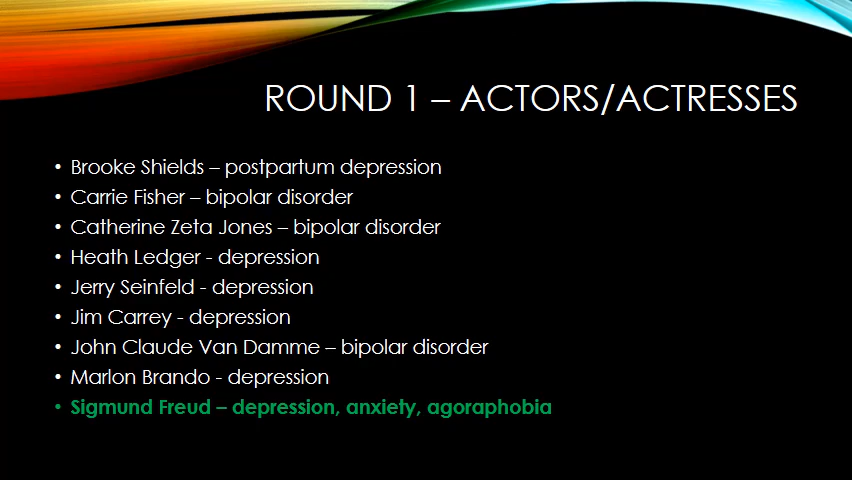 ROUND 1 – ACTORS/ACTRESSES
• Brooke Shields – postpartum depression
• Carrie Fisher – bipolar disorder
• Catherine Zeta Jones – bipolar disorder
• Heath Ledger - depression
• Jerry Seinfeld - depression
• Jim Carrey - depression
• John Claude Van Damme – bipolar disorder
• Marlon Brando - depression
• Sigmund Freud – depression, anxiety, agoraphobia